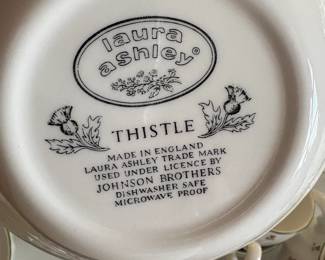 laura
ashley®
THISTLE
MADE IN ENGLAND
LAURA ASHLEY TRADE MARK
USED UNDER LICENCE BY
JOHNSON BROTHERS
DISHWASHER SAFE
MICROWAVE PROOF